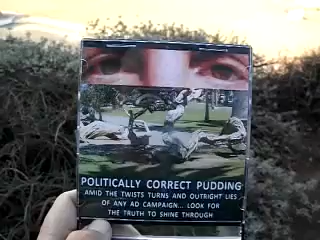 POLITICALLY CORRECT PUDDING
AMID THE TWISTS TURNS AND OUTRIGHT LIES
OF ANY AD CAMPAIGN... LOOK FOR
THE TRUTH TO SHINE THROUGH